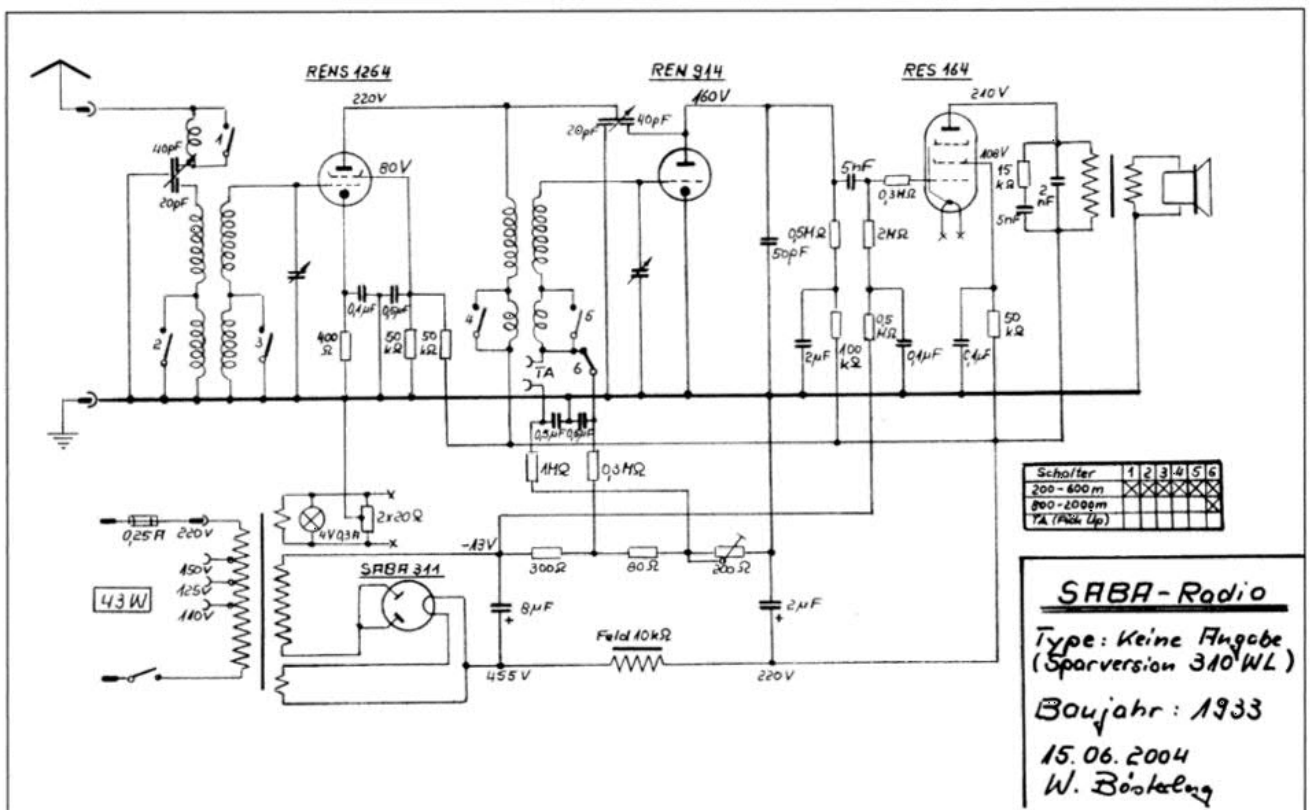 RENS 1264
REN 914
RES 164
220V
160V
210V
40pF
1
20pF
40pF
80V
108V
5nF
0,3MΩ
15 kΩ
2 nF
5nF
20pF
0,5MΩ
2MΩ
50pF
0,1µF
0,5µF
400 Ω
50 kΩ
50 kΩ
2
3
4
5
6
TA
2µF
100 kΩ
0,5 MΩ
0,1µF
0,1µF
50 kΩ
0,5µF
0,5µF
1MΩ
0,3MΩ
Schalter 1 2 3 4 5 6
200-600m X X X X X X
800-2000m X
TA (Pick Up)
0,25A
220V
4V 0,3A
2x20Ω
150V
125V
110V
43W
-13V
300Ω
80Ω
200Ω
SABA 311
8µF
+
2µF
+
Feld 10kΩ
455V
220V
SABA-Radio
Type: Keine Angabe
(Sparversion 310 WL)
Baujahr: 1933
15.06.2004